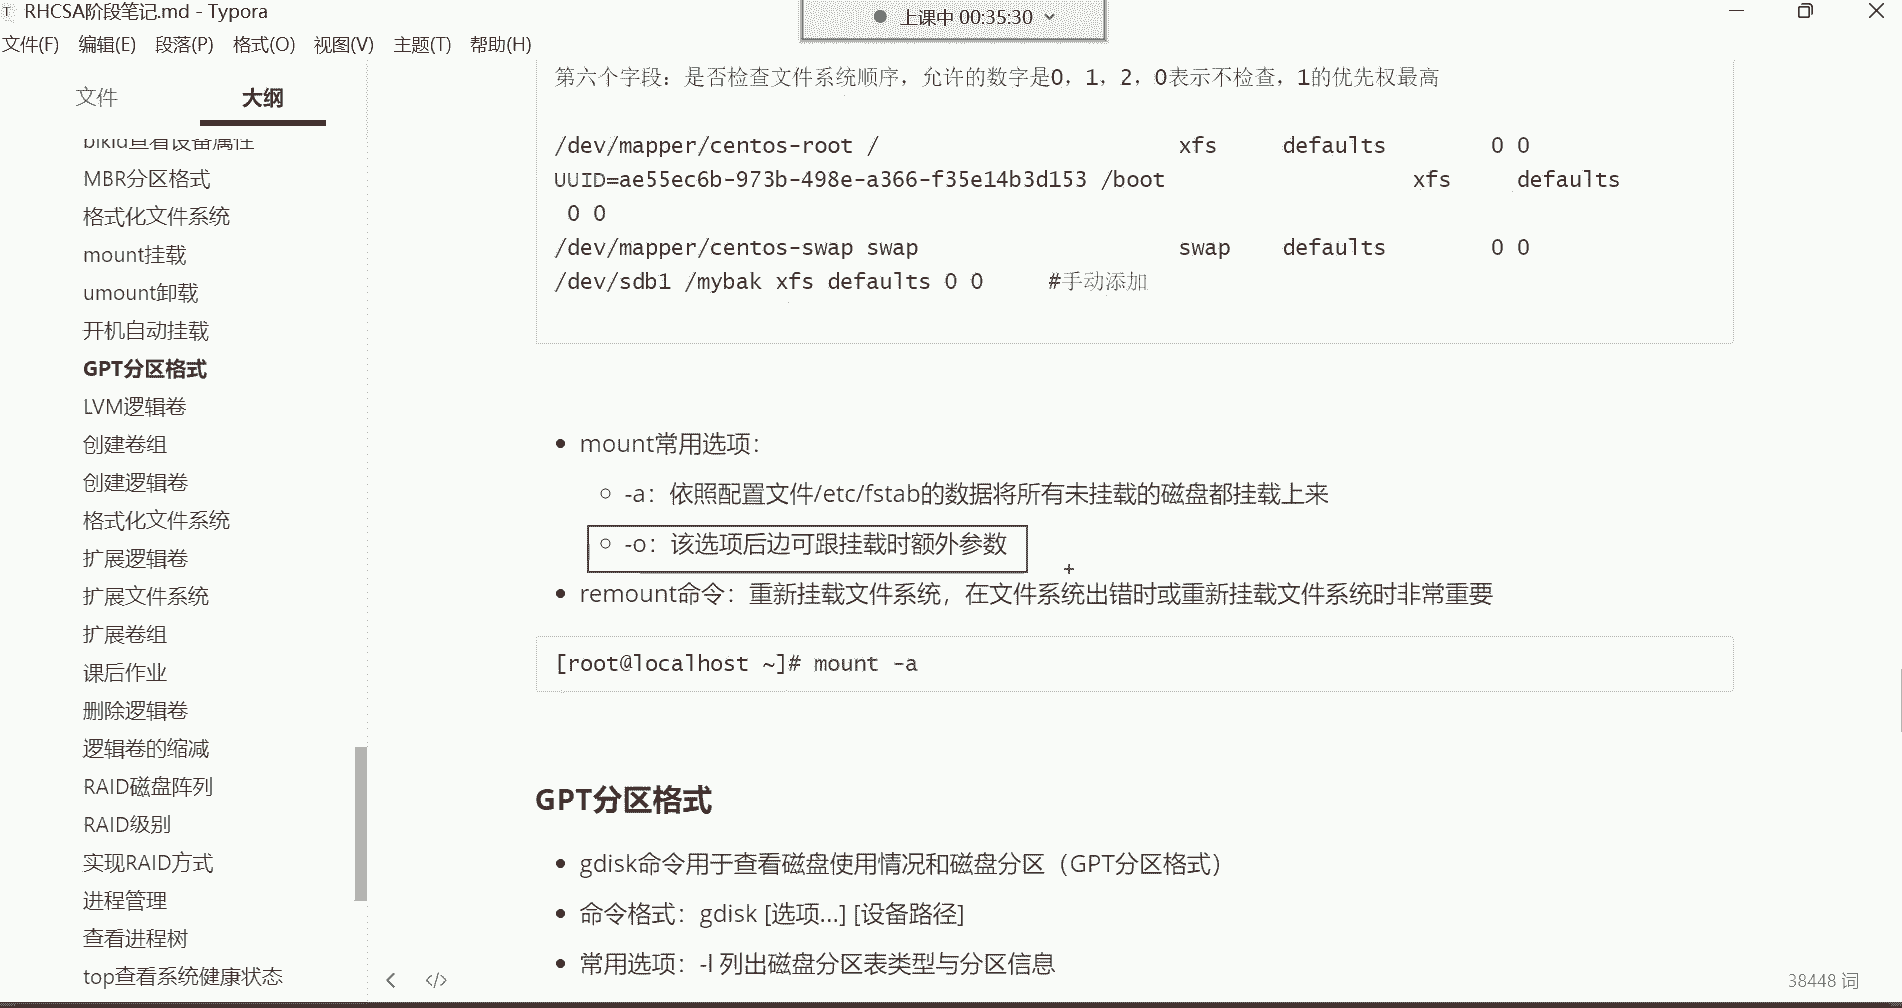 RHCSA阶段笔记.md - Typora
上课中 00:35:30
文件(F) 编辑(E) 段落(P) 格式(O) 视图(V) 主题(T) 帮助(H)
文件 大纲
blkid查看设备属性
MBR分区格式
格式化文件系统
mount挂载
umount卸载
开机自动挂载
GPT分区格式
LVM逻辑卷
创建卷组
创建逻辑卷
格式化文件系统
扩展逻辑卷
扩展文件系统
扩展卷组
课后作业
删除逻辑卷
逻辑卷的缩减
RAID磁盘阵列
RAID级别
实现RAID方式
进程管理
查看进程树
top查看系统健康状态
第六个字段：是否检查文件系统顺序，允许的数字是0，1，2，0表示不检查，1的优先权最高
/dev/mapper/centos-root / xfs defaults 0 0
UUID=ae55ec6b-973b-498e-a366-f35e14b3d153 /boot xfs defaults
0 0
/dev/mapper/centos-swap swap swap defaults 0 0
/dev/sdb1 /mybak xfs defaults 0 0 #手动添加
mount常用选项：
-a：依照配置文件/etc/fstab的数据将所有未挂载的磁盘都挂载上来
-o：该选项后边可跟挂载时额外参数
remount命令：重新挂载文件系统，在文件系统出错时或重新挂载文件系统时非常重要
[root@localhost ~]# mount -a
GPT分区格式
gdisk命令用于查看磁盘使用情况和磁盘分区（GPT分区格式）
命令格式：gdisk [选项...] [设备路径]
常用选项：-l 列出磁盘分区表类型与分区信息
38448 词